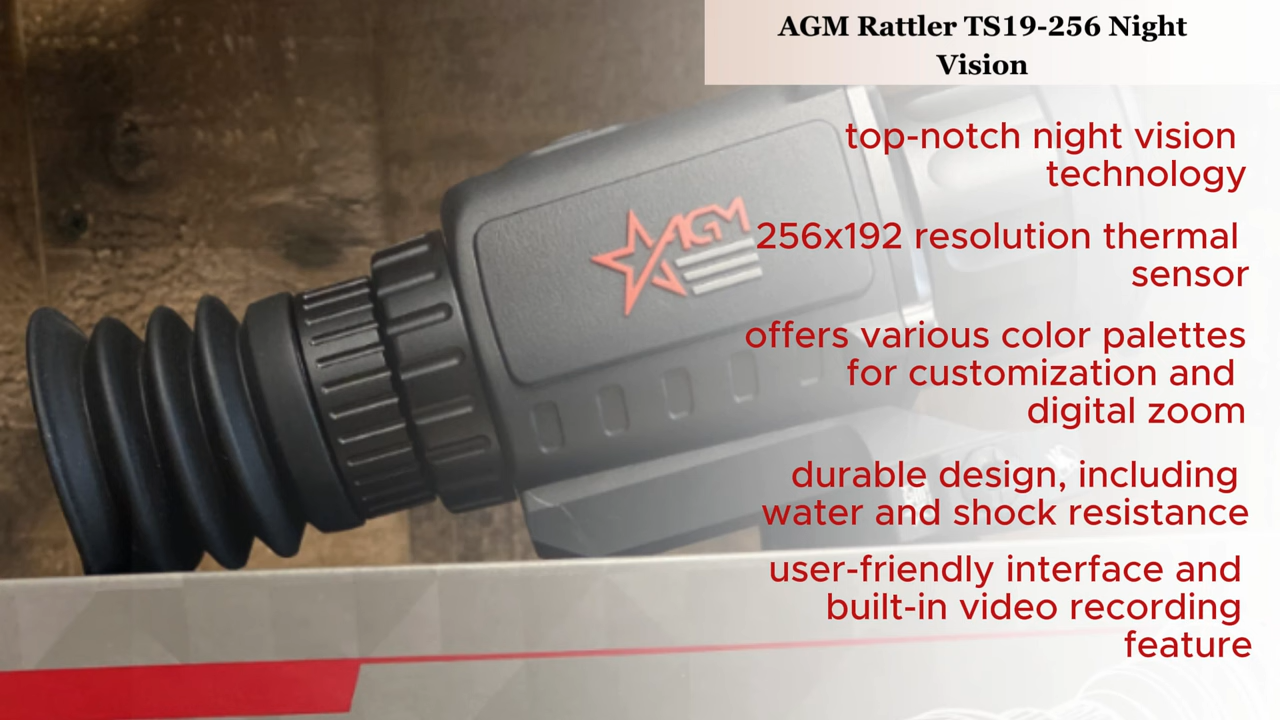 AGM Rattler TS19-256 Night
Vision
top-notch night vision
technology
AGM
256x192 resolution thermal
sensor
offers various color palettes
for customization and
digital zoom
durable design, including
water and shock resistance
user-friendly interface and
built-in video recording
feature